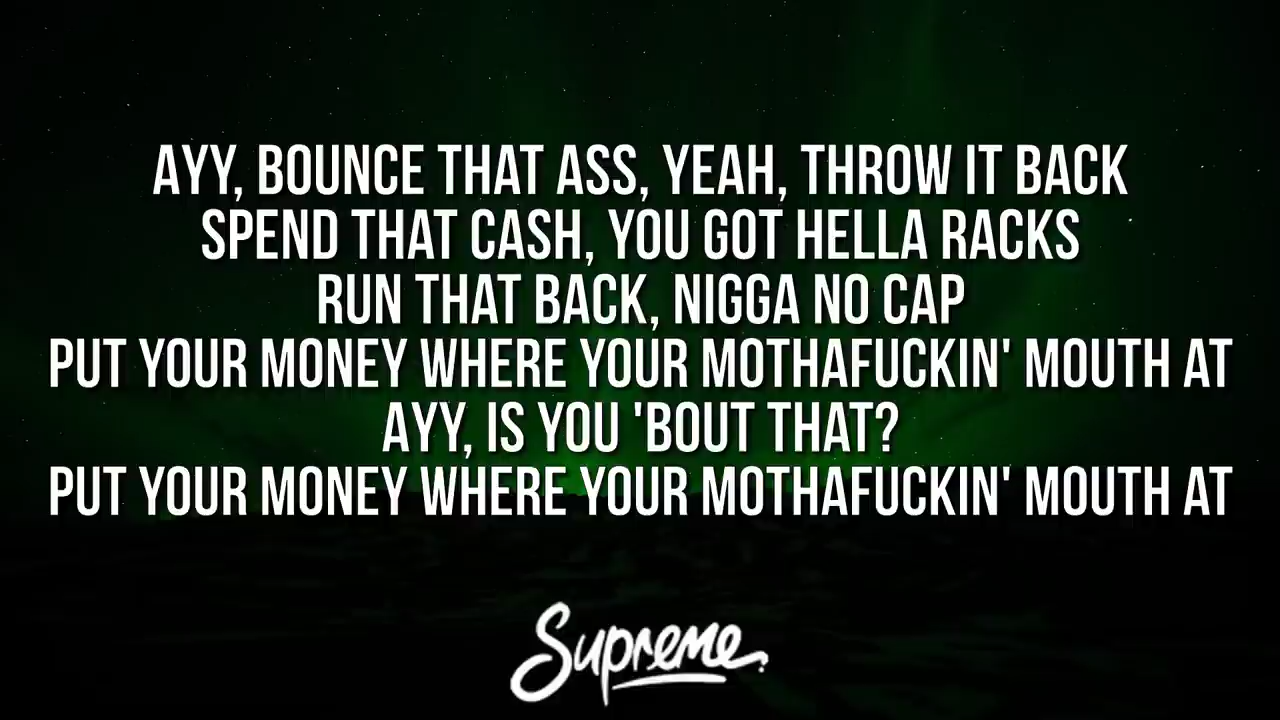 AYY, BOUNCE THAT ASS, YEAH, THROW IT BACK
SPEND THAT CASH, YOU GOT HELLA RACKS
RUN THAT BACK, NIGGA NO CAP
PUT YOUR MONEY WHERE YOUR MOTHAFUCKIN' MOUTH AT
AYY, IS YOU 'BOUT THAT?
PUT YOUR MONEY WHERE YOUR MOTHAFUCKIN' MOUTH AT
Supreme.